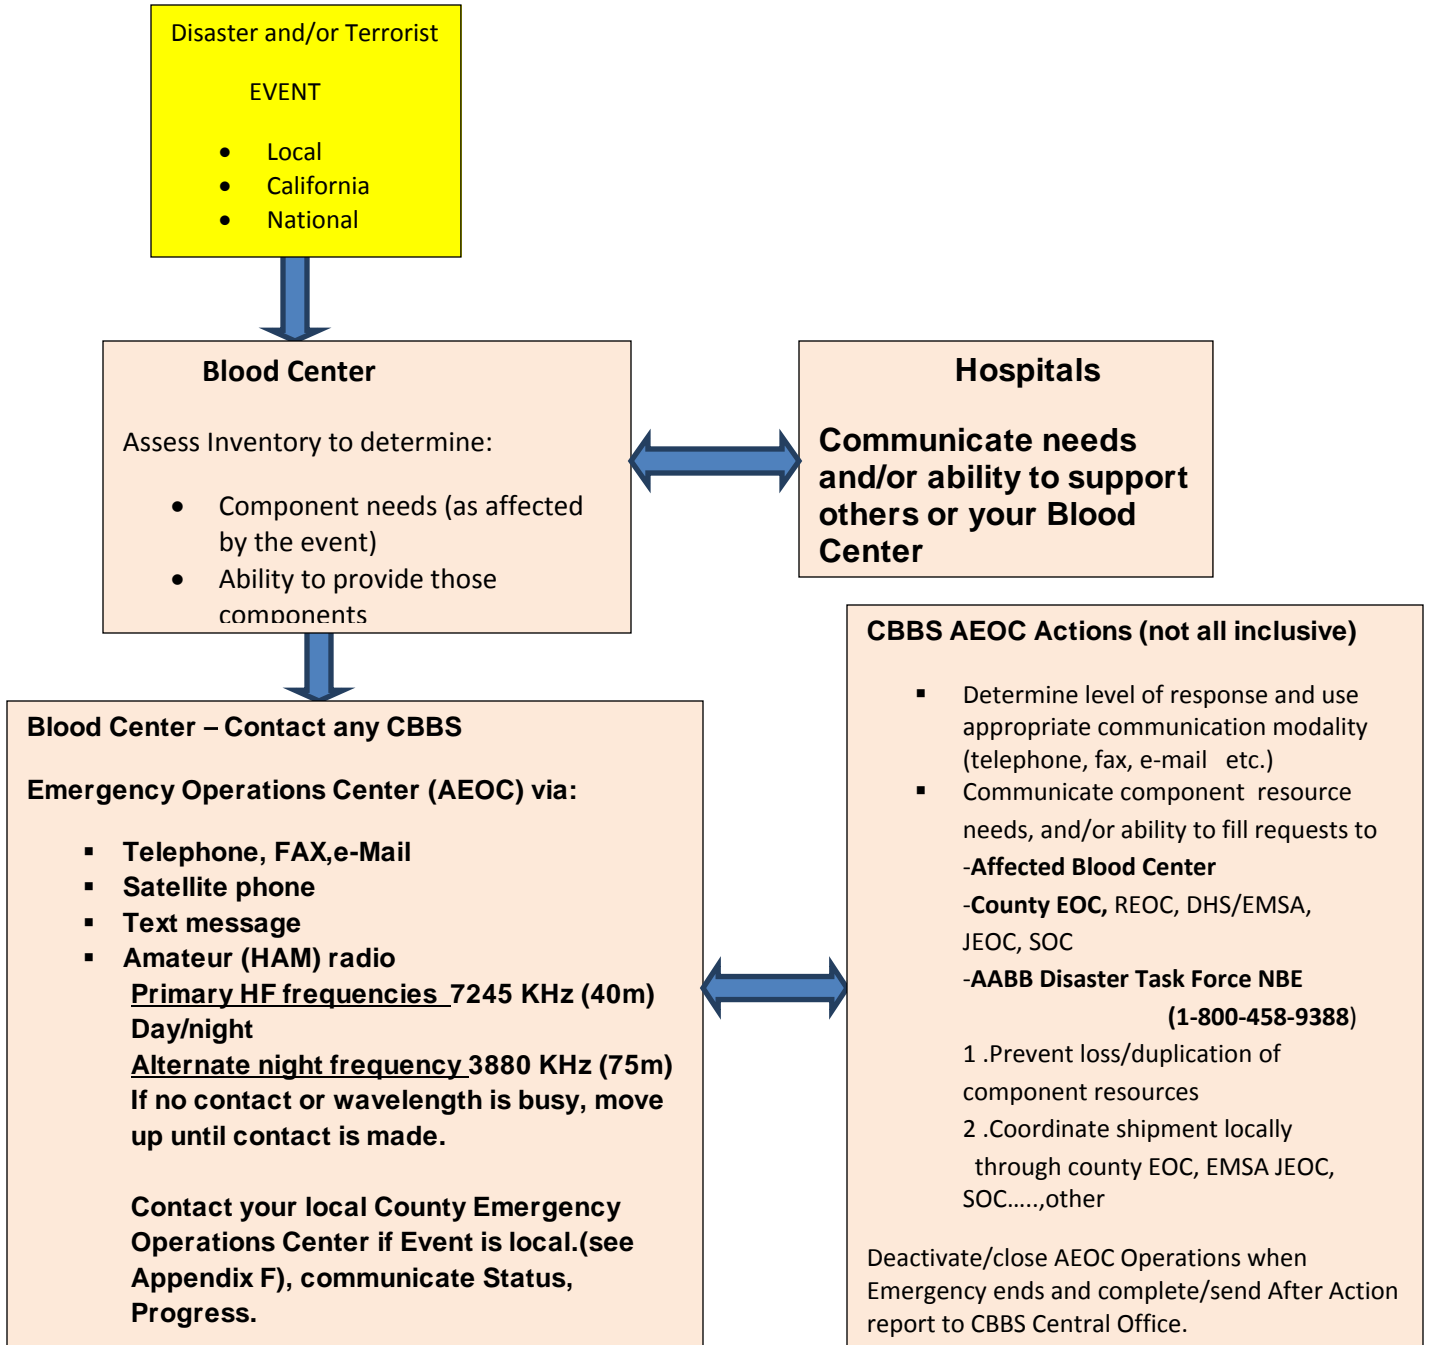 Disaster and/or Terrorist
EVENT
• Local
• California
• National
Blood Center
Assess Inventory to determine:
• Component needs (as affected
by the event)
• Ability to provide those
components
Hospitals
Communicate needs
and/or ability to support
others or your Blood
Center
Blood Center – Contact any CBBS
Emergency Operations Center (AEOC) via:
▪ Telephone, FAX,e-Mail
▪ Satellite phone
▪ Text message
▪ Amateur (HAM) radio
Primary HF frequencies 7245 KHz (40m)
Day/night
Alternate night frequency 3880 KHz (75m)
If no contact or wavelength is busy, move
up until contact is made.
Contact your local County Emergency
Operations Center if Event is local.(see
Appendix F), communicate Status,
Progress.
CBBS AEOC Actions (not all inclusive)
▪ Determine level of response and use
appropriate communication modality
(telephone, fax, e-mail etc.)
▪ Communicate component resource
needs, and/or ability to fill requests to
-Affected Blood Center
-County EOC, REOC, DHS/EMSA,
JEOC, SOC
-AABB Disaster Task Force NBE
(1-800-458-9388)
1 .Prevent loss/duplication of
component resources
2 .Coordinate shipment locally
through county EOC, EMSA JEOC,
SOC…..,other
Deactivate/close AEOC Operations when
Emergency ends and complete/send After Action
report to CBBS Central Office.